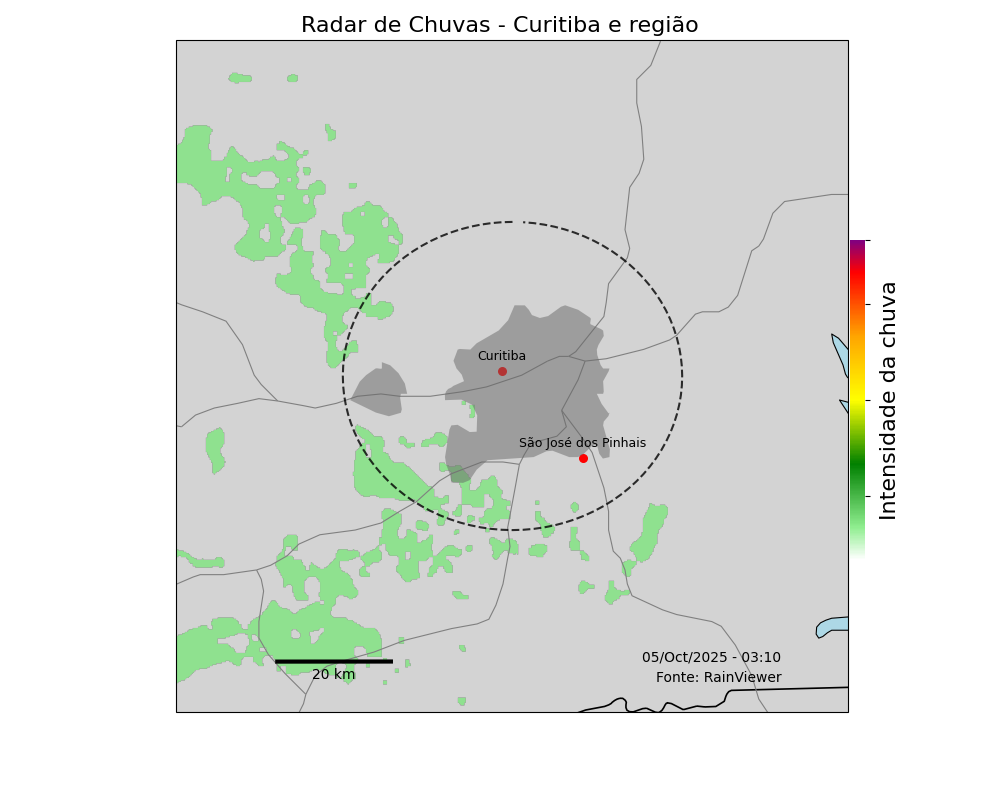 Radar de Chuvas - Curitiba e região
Curitiba
São José dos Pinhais
Intensidade da chuva
05/Oct/2025 - 03:10
Fonte: RainViewer
20 km